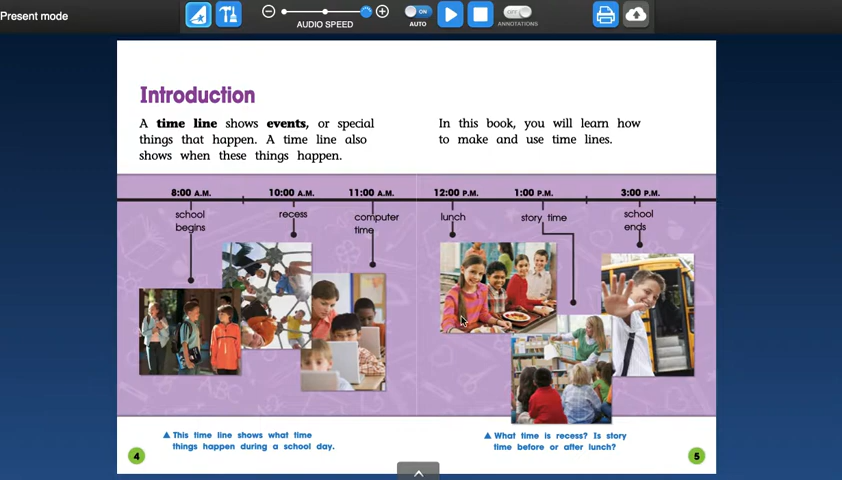 Present mode
AUDIO SPEED
ON
AUTO
OFF
ANNOTATIONS
Introduction
A time line shows events, or special
things that happen. A time line also
shows when these things happen.
In this book, you will learn how
to make and use time lines.
8:00 A.M.
10:00 A.M.
11:00 A.M.
12:00 P.M.
1:00 P.M.
3:00 P.M.
school
begins
recess
computer
time
lunch
story time
school
ends
▲ This time line shows what time
things happen during a school day.
▲ What time is recess? Is story
time before or after lunch?
4
5